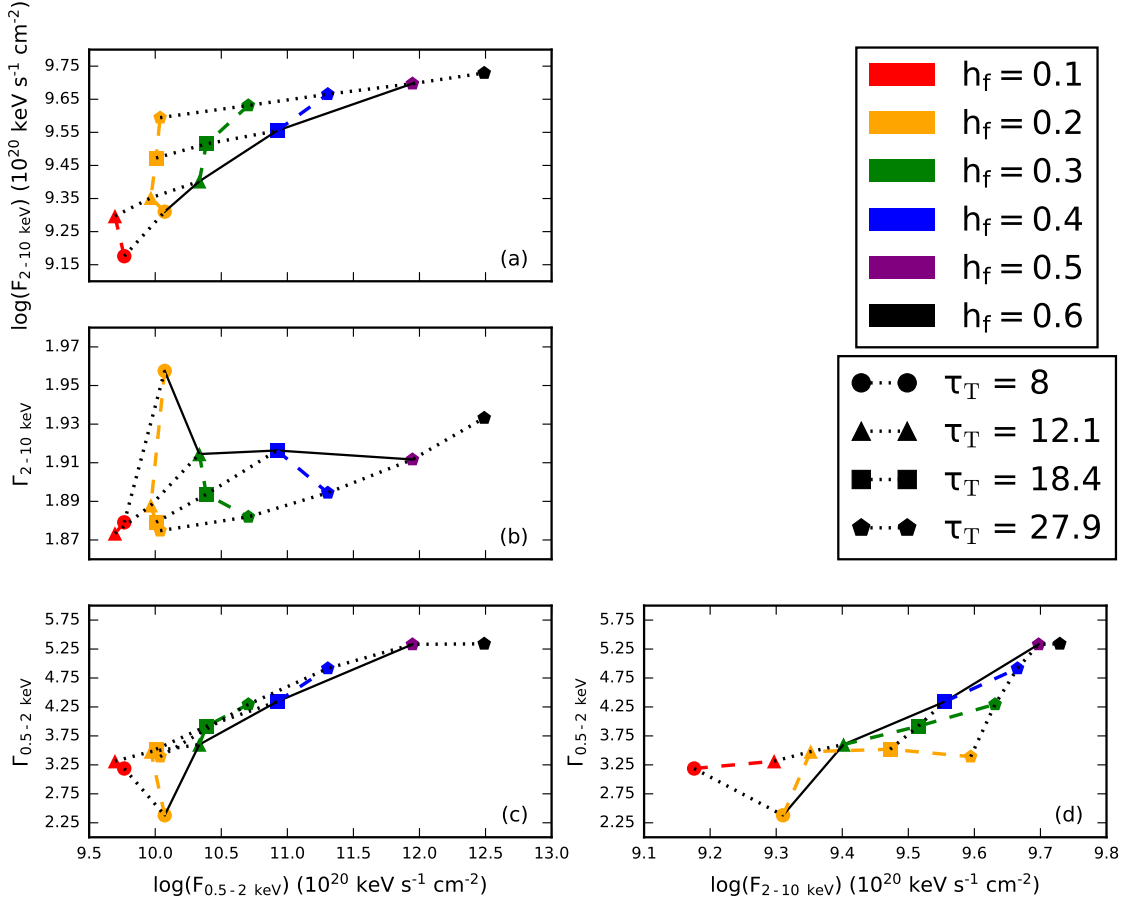 log(F2 - 10 keV) (10^20 keV s^-1 cm^-2)
9.75
9.65
9.55
9.45
9.35
9.25
9.15
(a)
Γ2 - 10 keV
1.97
1.95
1.93
1.91
1.89
1.87
(b)
Γ0.5 - 2 keV
5.75
5.25
4.75
4.25
3.75
3.25
2.75
2.25
(c)
9.5 10.0 10.5 11.0 11.5 12.0 12.5 13.0
log(F0.5 - 2 keV) (10^20 keV s^-1 cm^-2)
hf = 0.1
hf = 0.2
hf = 0.3
hf = 0.4
hf = 0.5
hf = 0.6
τT = 8
τT = 12.1
τT = 18.4
τT = 27.9
Γ0.5 - 2 keV
5.75
5.25
4.75
4.25
3.75
3.25
2.75
2.25
(d)
9.1 9.2 9.3 9.4 9.5 9.6 9.7 9.8
log(F2 - 10 keV) (10^20 keV s^-1 cm^-2)